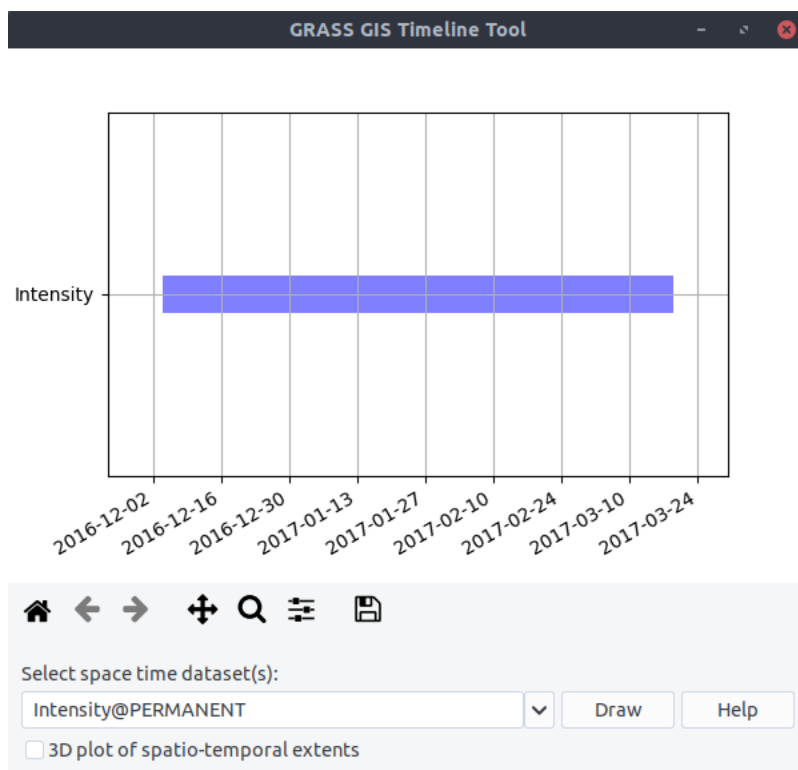 GRASS GIS Timeline Tool
Intensity
2016-12-02
2016-12-16
2016-12-30
2017-01-13
2017-01-27
2017-02-10
2017-02-24
2017-03-10
2017-03-24
Select space time dataset(s):
Intensity@PERMANENT
Draw
Help
3D plot of spatio-temporal extents